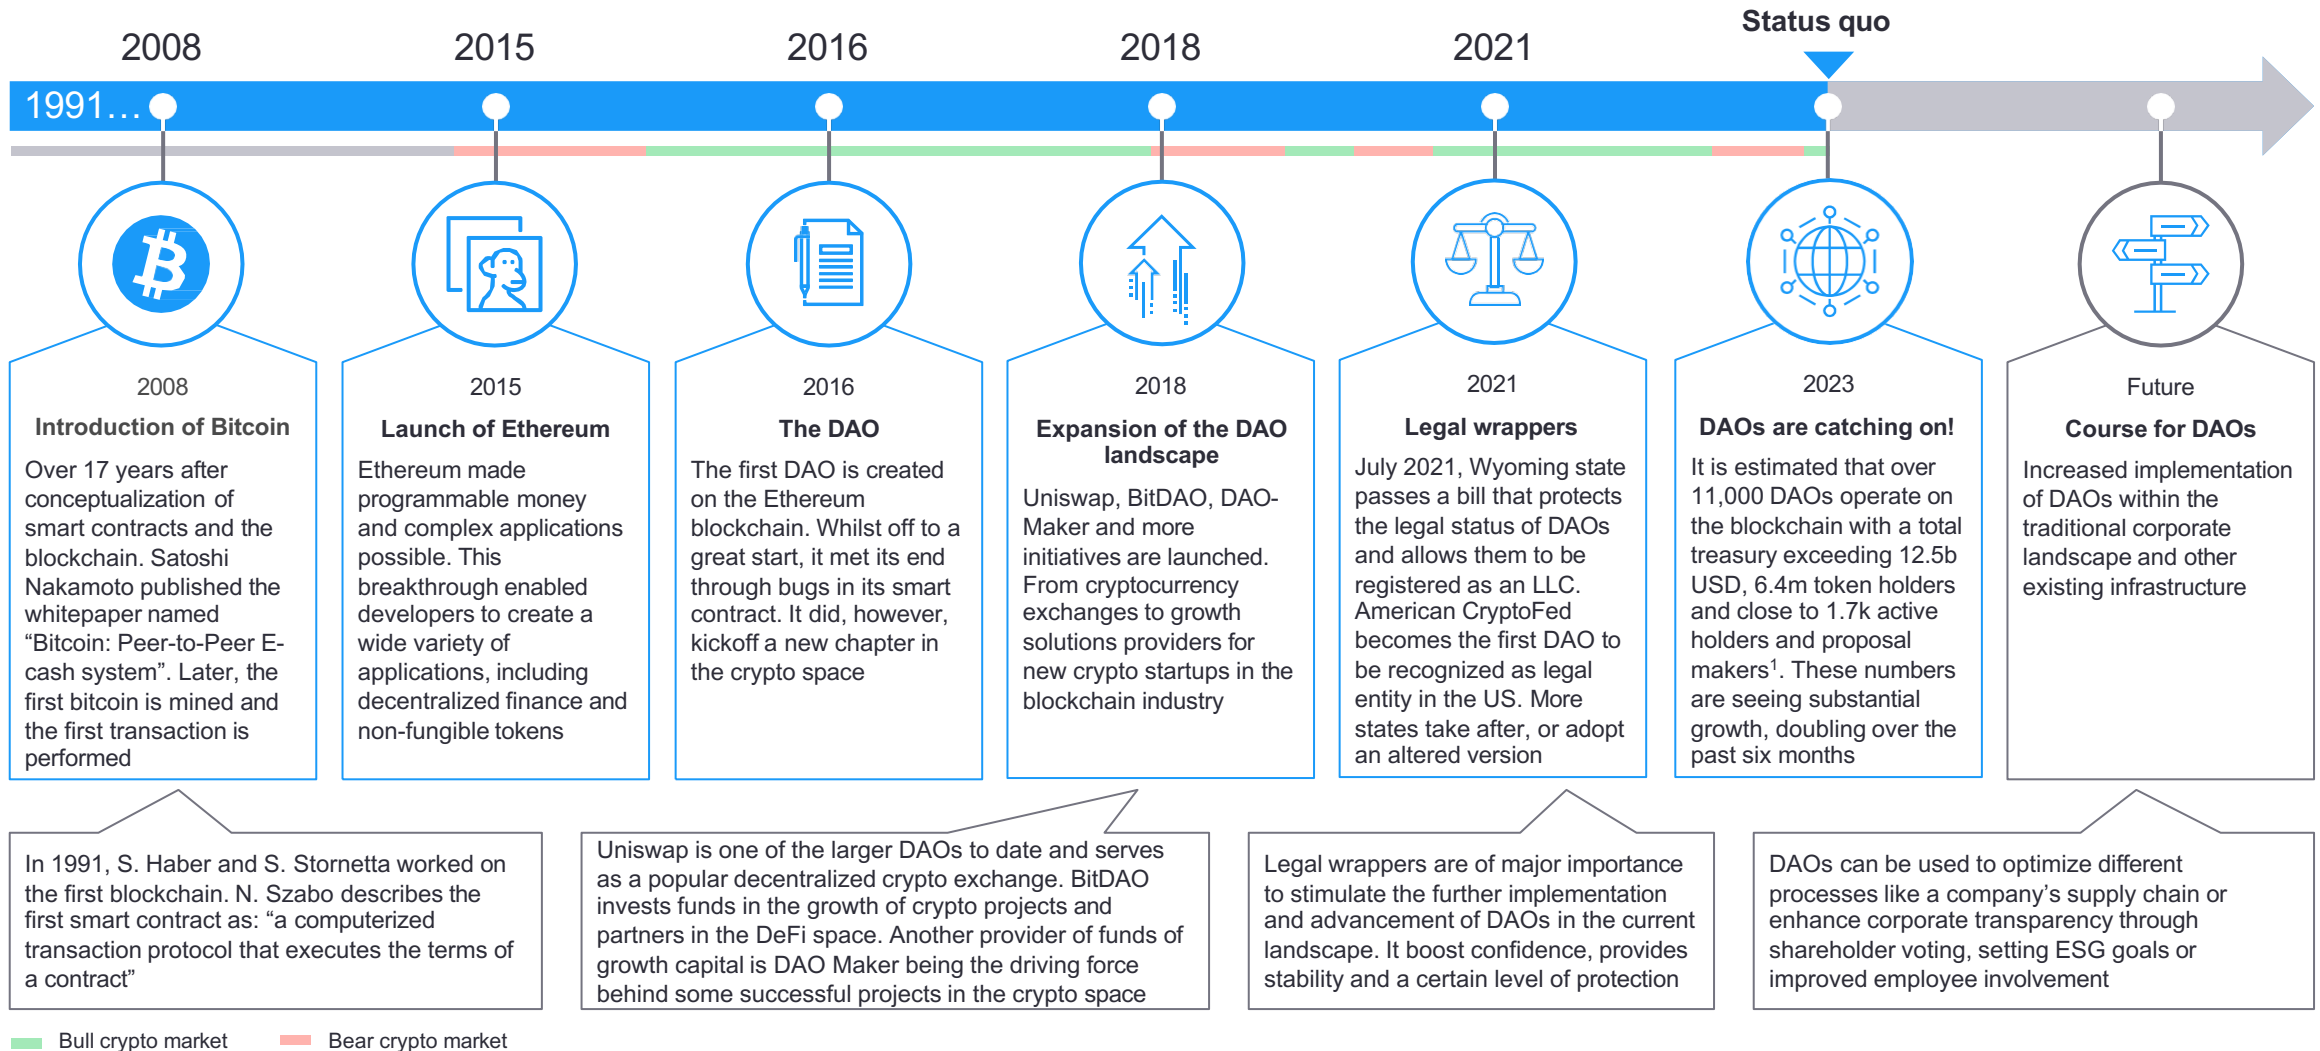 Status quo
2008
2015
2016
2018
2021
1991…
2008
Introduction of Bitcoin
Over 17 years after
conceptualization of
smart contracts and the
blockchain. Satoshi
Nakamoto published the
whitepaper named
“Bitcoin: Peer-to-Peer E-
cash system”. Later, the
first bitcoin is mined and
the first transaction is
performed
2015
Launch of Ethereum
Ethereum made
programmable money
and complex applications
possible. This
breakthrough enabled
developers to create a
wide variety of
applications, including
decentralized finance and
non-fungible tokens
2016
The DAO
The first DAO is created
on the Ethereum
blockchain. Whilst off to a
great start, it met its end
through bugs in its smart
contract. It did, however,
kickoff a new chapter in
the crypto space
2018
Expansion of the DAO
landscape
Uniswap, BitDAO, DAO-
Maker and more
initiatives are launched.
From cryptocurrency
exchanges to growth
solutions providers for
new crypto startups in the
blockchain industry
2021
Legal wrappers
July 2021, Wyoming state
passes a bill that protects
the legal status of DAOs
and allows them to be
registered as an LLC.
American CryptoFed
becomes the first DAO to
be recognized as legal
entity in the US. More
states take after, or adopt
an altered version
2023
DAOs are catching on!
It is estimated that over
11,000 DAOs operate on
the blockchain with a total
treasury exceeding 12.5b
USD, 6.4m token holders
and close to 1.7k active
holders and proposal
makers¹. These numbers
are seeing substantial
growth, doubling over the
past six months
Future
Course for DAOs
Increased implementation
of DAOs within the
traditional corporate
landscape and other
existing infrastructure
In 1991, S. Haber and S. Stornetta worked on
the first blockchain. N. Szabo describes the
first smart contract as: “a computerized
transaction protocol that executes the terms of
a contract”
Uniswap is one of the larger DAOs to date and serves
as a popular decentralized crypto exchange. BitDAO
invests funds in the growth of crypto projects and
partners in the DeFi space. Another provider of funds of
growth capital is DAO Maker being the driving force
behind some successful projects in the crypto space
Legal wrappers are of major importance
to stimulate the further implementation
and advancement of DAOs in the current
landscape. It boost confidence, provides
stability and a certain level of protection
DAOs can be used to optimize different
processes like a company’s supply chain or
enhance corporate transparency through
shareholder voting, setting ESG goals or
improved employee involvement
Bull crypto market
Bear crypto market